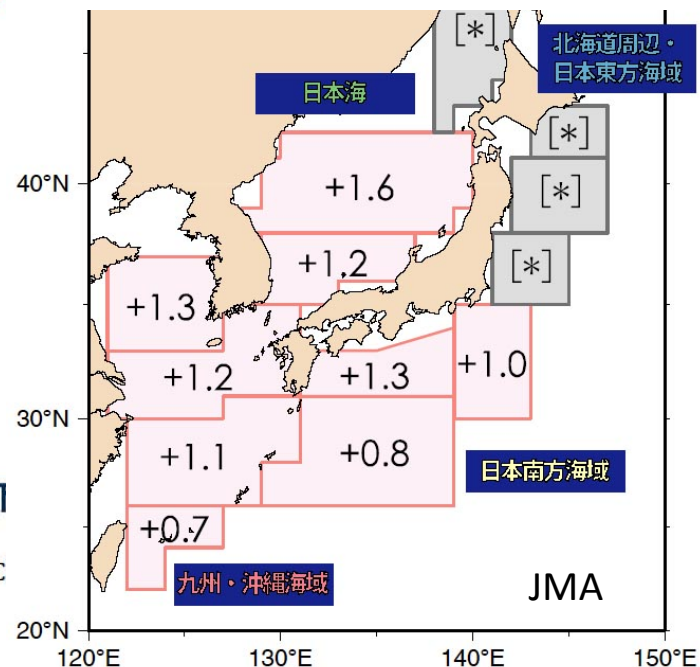 [*]
北海道周辺・
日本東方海域
日本海
[*]
40°N
+1.6
[*]
+1.2
[*]
+1.3
+1.0
+1.2
+1.3
30°N
+1.1
+0.8
日本南方海域
+0.7
九州・沖縄海域
JMA
20°N
120°E
130°E
140°E
150°E